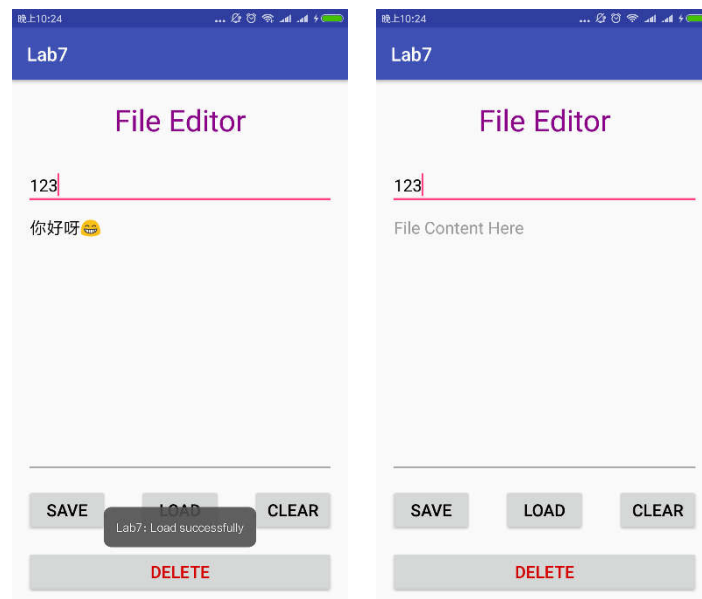 晚上10:24
...
Lab7
File Editor
123
你好呀😁
SAVE
LOAD
CLEAR
Lab7: Load successfully
DELETE
晚上10:24
...
Lab7
File Editor
123
File Content Here
SAVE
LOAD
CLEAR
DELETE